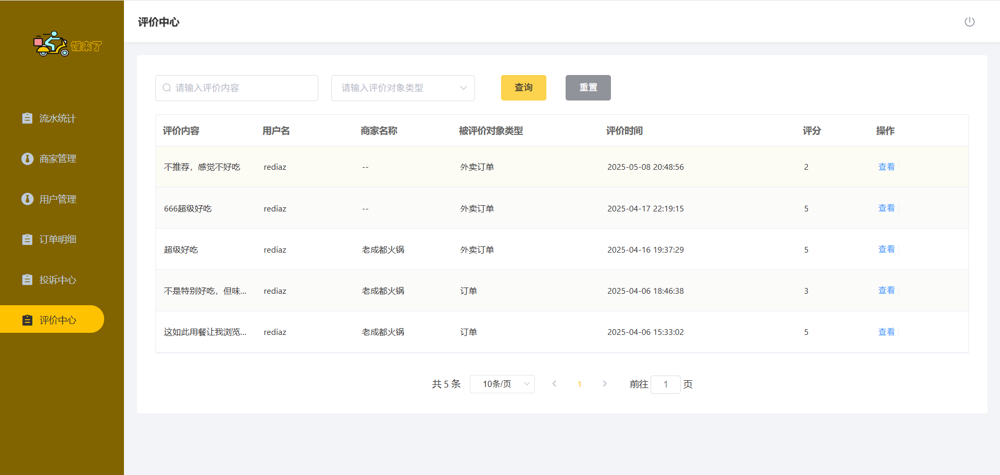 饭来了
评价中心
流水统计
商家管理
用户管理
订单明细
投诉中心
评价中心
请输入评价内容 请输入评价对象类型 查询 重置
评价内容 用户名 商家名称 被评价对象类型 评价时间 评分 操作
不推荐，感觉不好吃 rediaz -- 外卖订单 2025-05-08 20:48:56 2 查看
666超级好吃 rediaz -- 外卖订单 2025-04-17 22:19:15 5 查看
超级好吃 rediaz 老成都火锅 外卖订单 2025-04-16 19:37:29 5 查看
不是特别好吃，但味... rediaz 老成都火锅 订单 2025-04-06 18:46:38 3 查看
这如此用餐让我浏览... rediaz 老成都火锅 订单 2025-04-06 15:33:02 5 查看
共 5 条 10条/页 1 前往 1 页